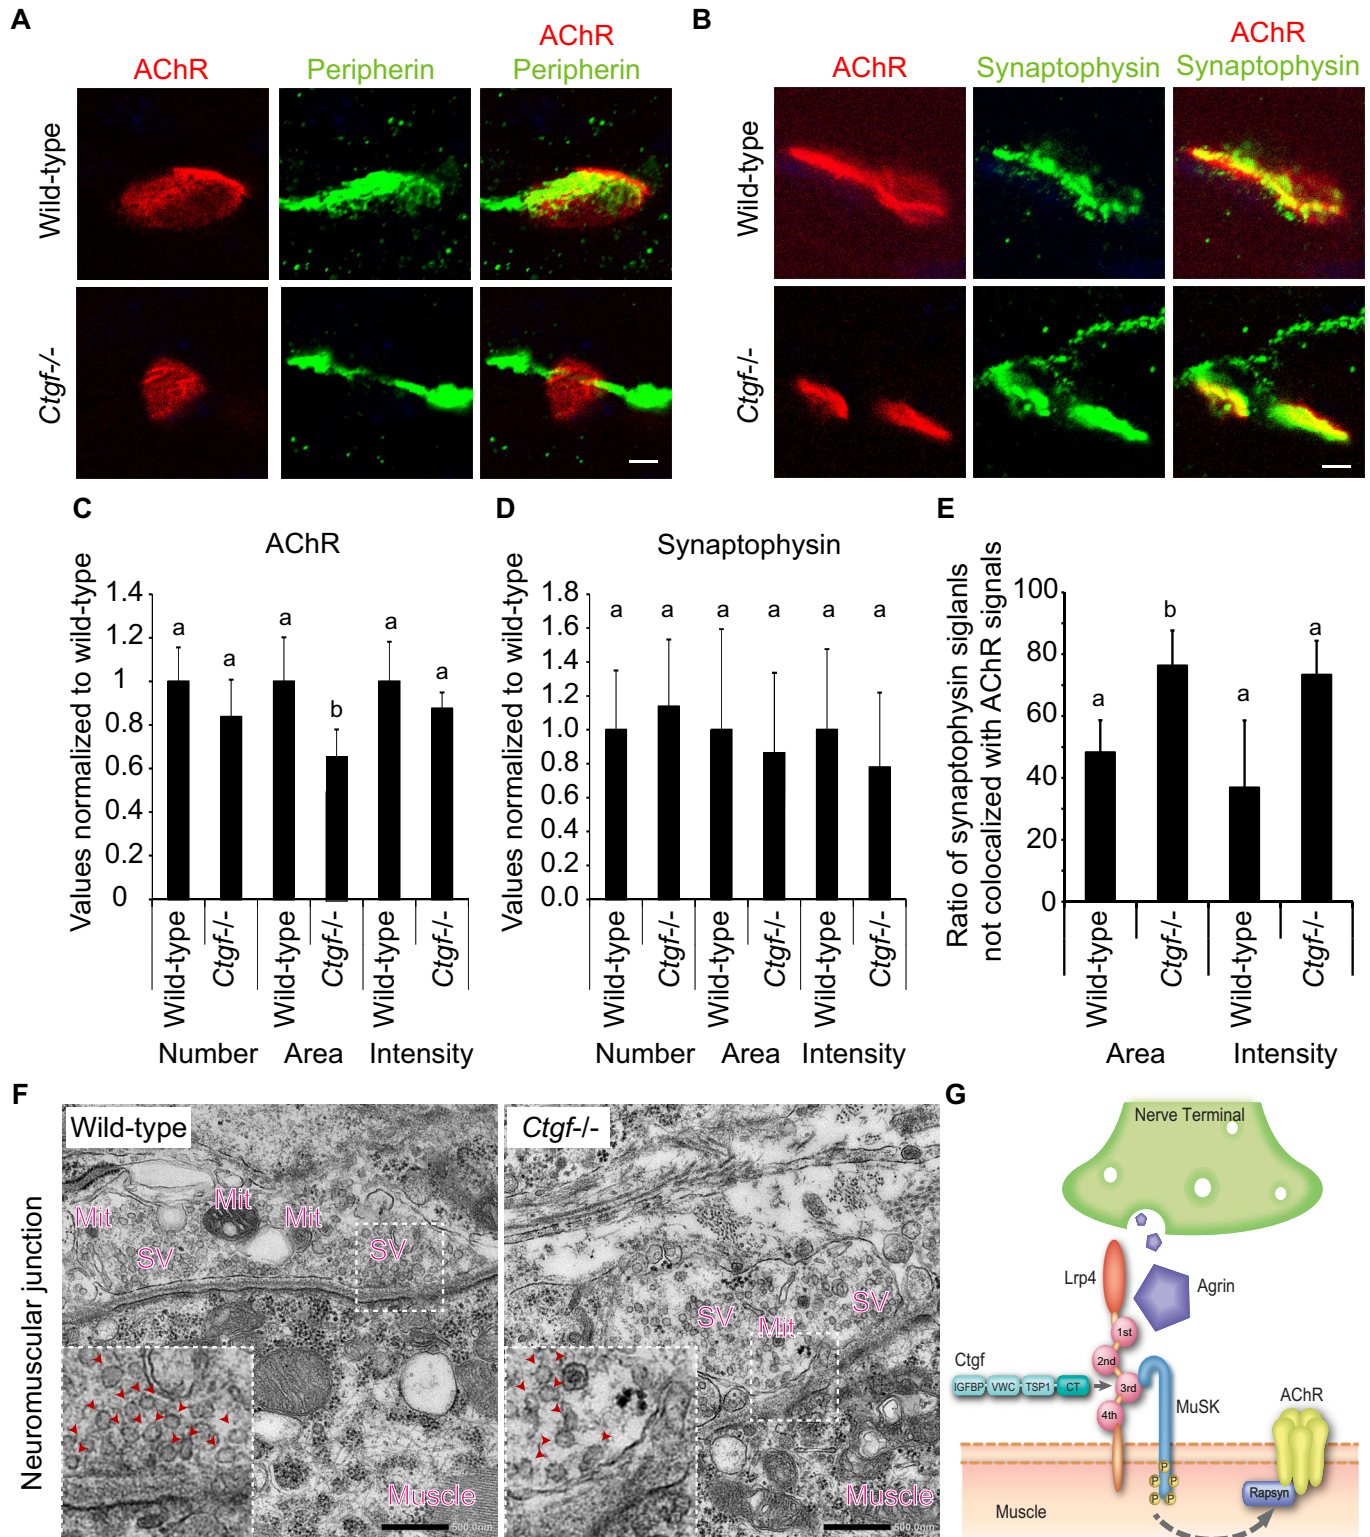 A
AChR
Peripherin
AChR
Peripherin
Wild-type
Ctgf-/-
B
AChR
Synaptophysin
AChR
Synaptophysin
Wild-type
Ctgf-/-
C
AChR
Values normalized to wild-type
1.4
1.2
1
0.8
0.6
0.4
0.2
0
a
a
a
b
a
a
Wild-type
Ctgf-/-
Wild-type
Ctgf-/-
Wild-type
Ctgf-/-
Number
Area
Intensity
D
Synaptophysin
Values normalized to wild-type
1.8
1.6
1.4
1.2
1.0
0.8
0.6
0.4
0.2
0.0
a
a
a
a
a
a
Wild-type
Ctgf-/-
Wild-type
Ctgf-/-
Wild-type
Ctgf-/-
Number
Area
Intensity
E
Ratio of synaptophysin siglanls
not colocalized with AChR signals
100
80
60
40
20
0
a
b
a
a
Wild-type
Ctgf-/-
Wild-type
Ctgf-/-
Area
Intensity
F
Neuromuscular junction
Wild-type
Mit
Mit
Mit
SV
SV
500.0nm
Ctgf-/-
SV
SV
Mit
Muscle
Muscle
500.0nm
G
Nerve Terminal
Lrp4
Agrin
1st
2nd
3rd
4th
Ctgf
IGFBP
VWC
TSP1
CT
MuSK
AChR
P
P
P
P
P
P
Rapsyn
Muscle